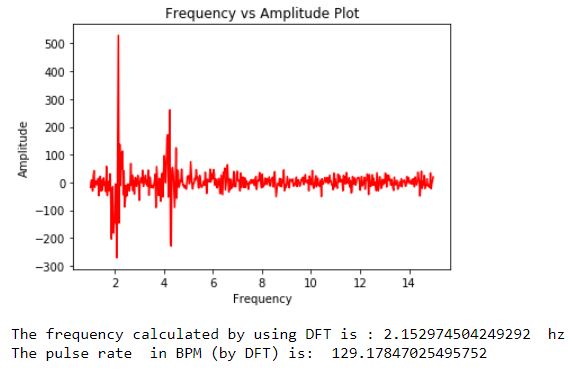 Frequency vs Amplitude Plot
500
400
300
200
100
0
−100
−200
−300
Amplitude
2 4 6 8 10 12 14
Frequency
The frequency calculated by using DFT is : 2.152974504249292 hz
The pulse rate in BPM (by DFT) is: 129.17847025495752